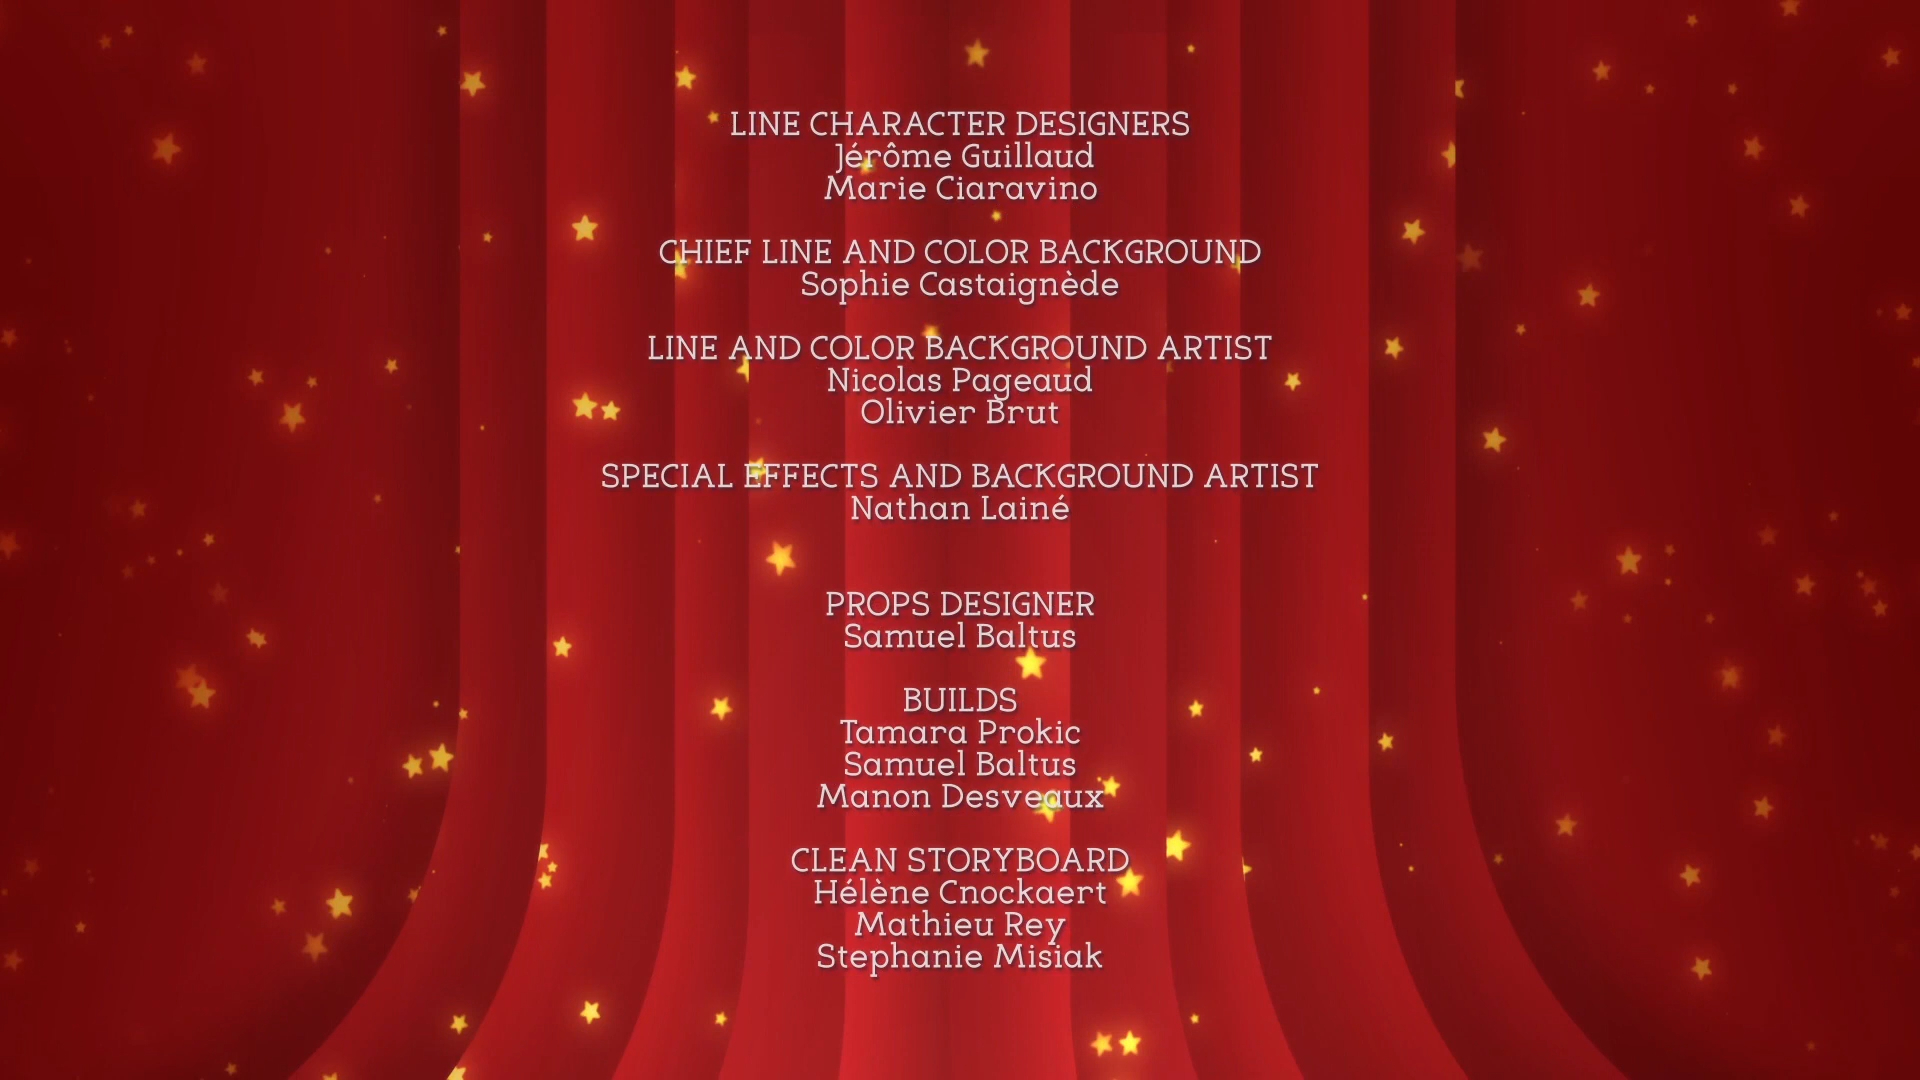 LINE CHARACTER DESIGNERS
Jérôme Guillaud
Marie Ciaravino
CHIEF LINE AND COLOR BACKGROUND
Sophie Castaignède
LINE AND COLOR BACKGROUND ARTIST
Nicolas Pageaud
Olivier Brut
SPECIAL EFFECTS AND BACKGROUND ARTIST
Nathan Lainé
PROPS DESIGNER
Samuel Baltus
BUILDS
Tamara Prokic
Samuel Baltus
Manon Desveaux
CLEAN STORYBOARD
Hélène Cnockaert
Mathieu Rey
Stephanie Misiak